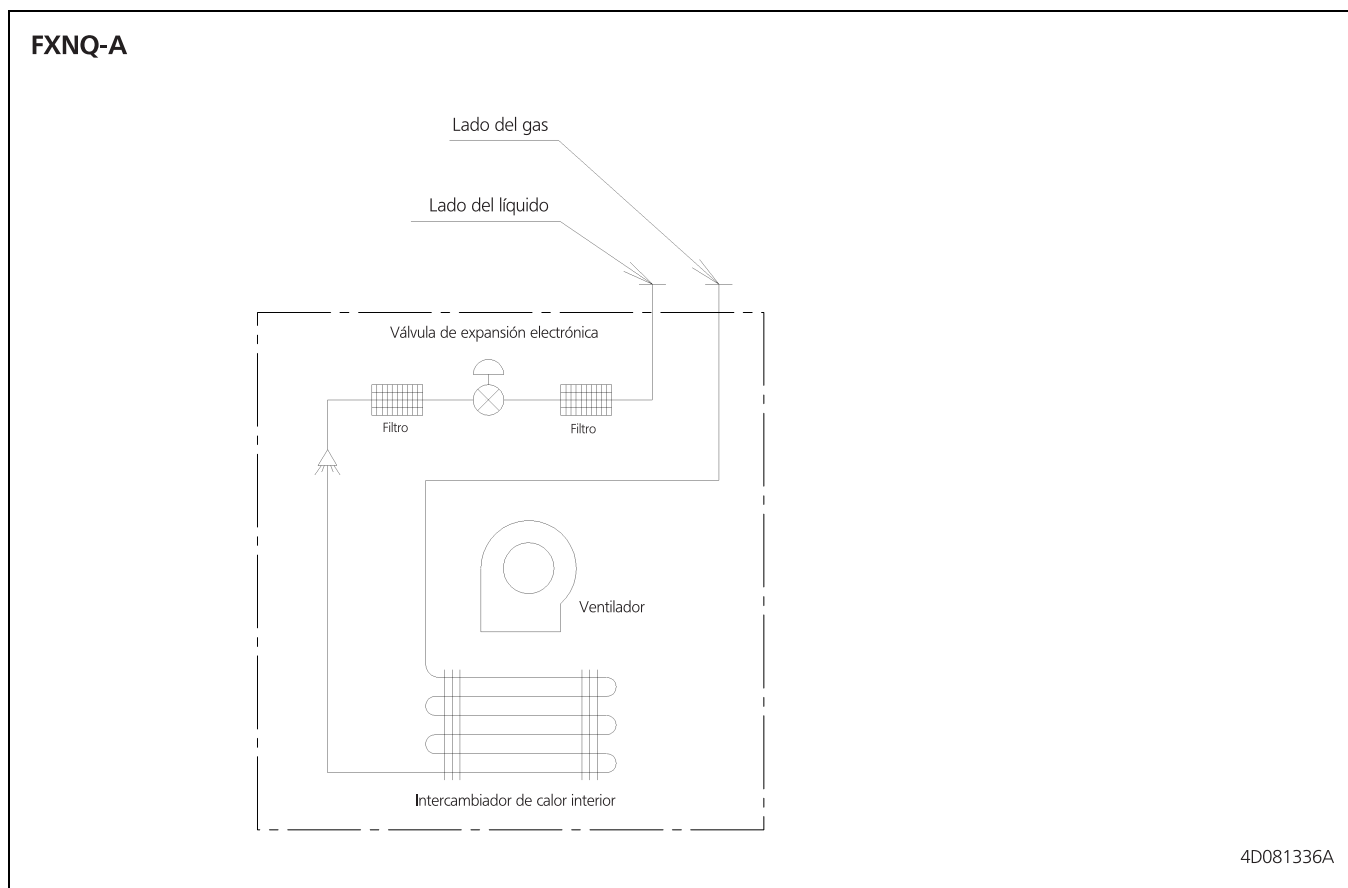 FXNQ-A
Lado del gas
Lado del líquido
Válvula de expansión electrónica
Filtro
Filtro
Ventilador
Intercambiador de calor interior
4D081336A